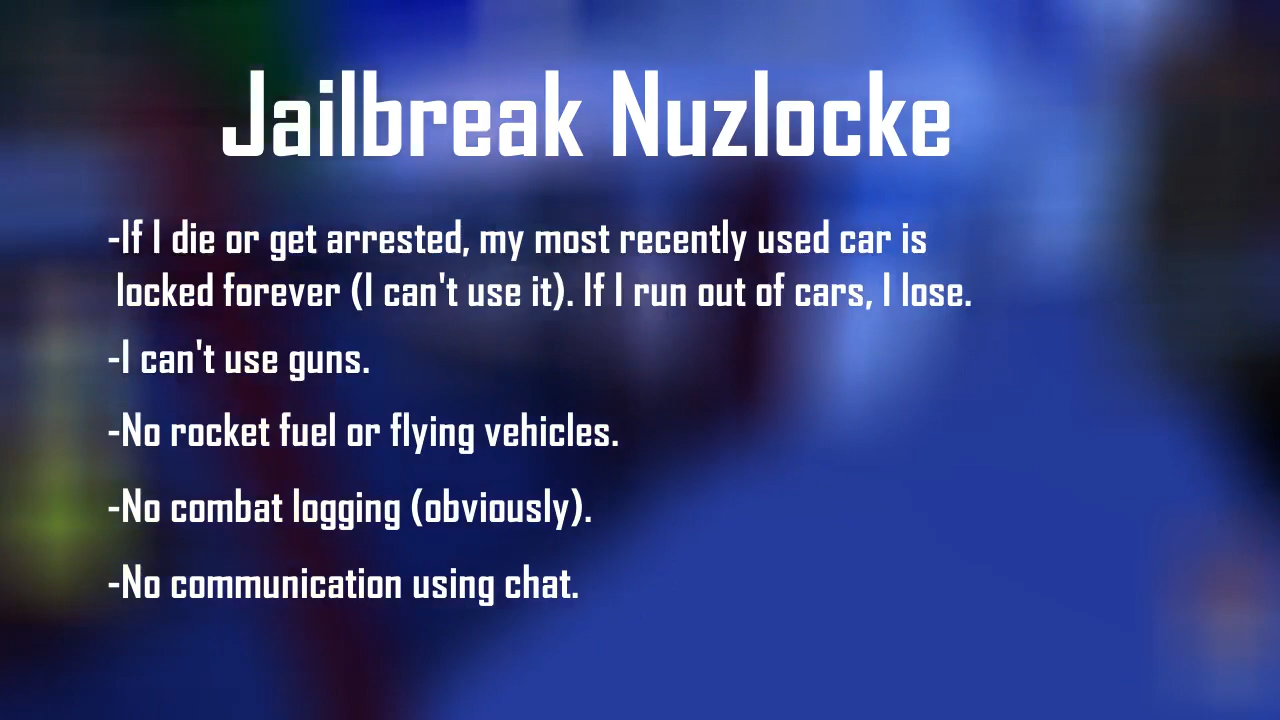 Jailbreak Nuzlocke
-If I die or get arrested, my most recently used car is
locked forever (I can't use it). If I run out of cars, I lose.
-I can't use guns.
-No rocket fuel or flying vehicles.
-No combat logging (obviously).
-No communication using chat.